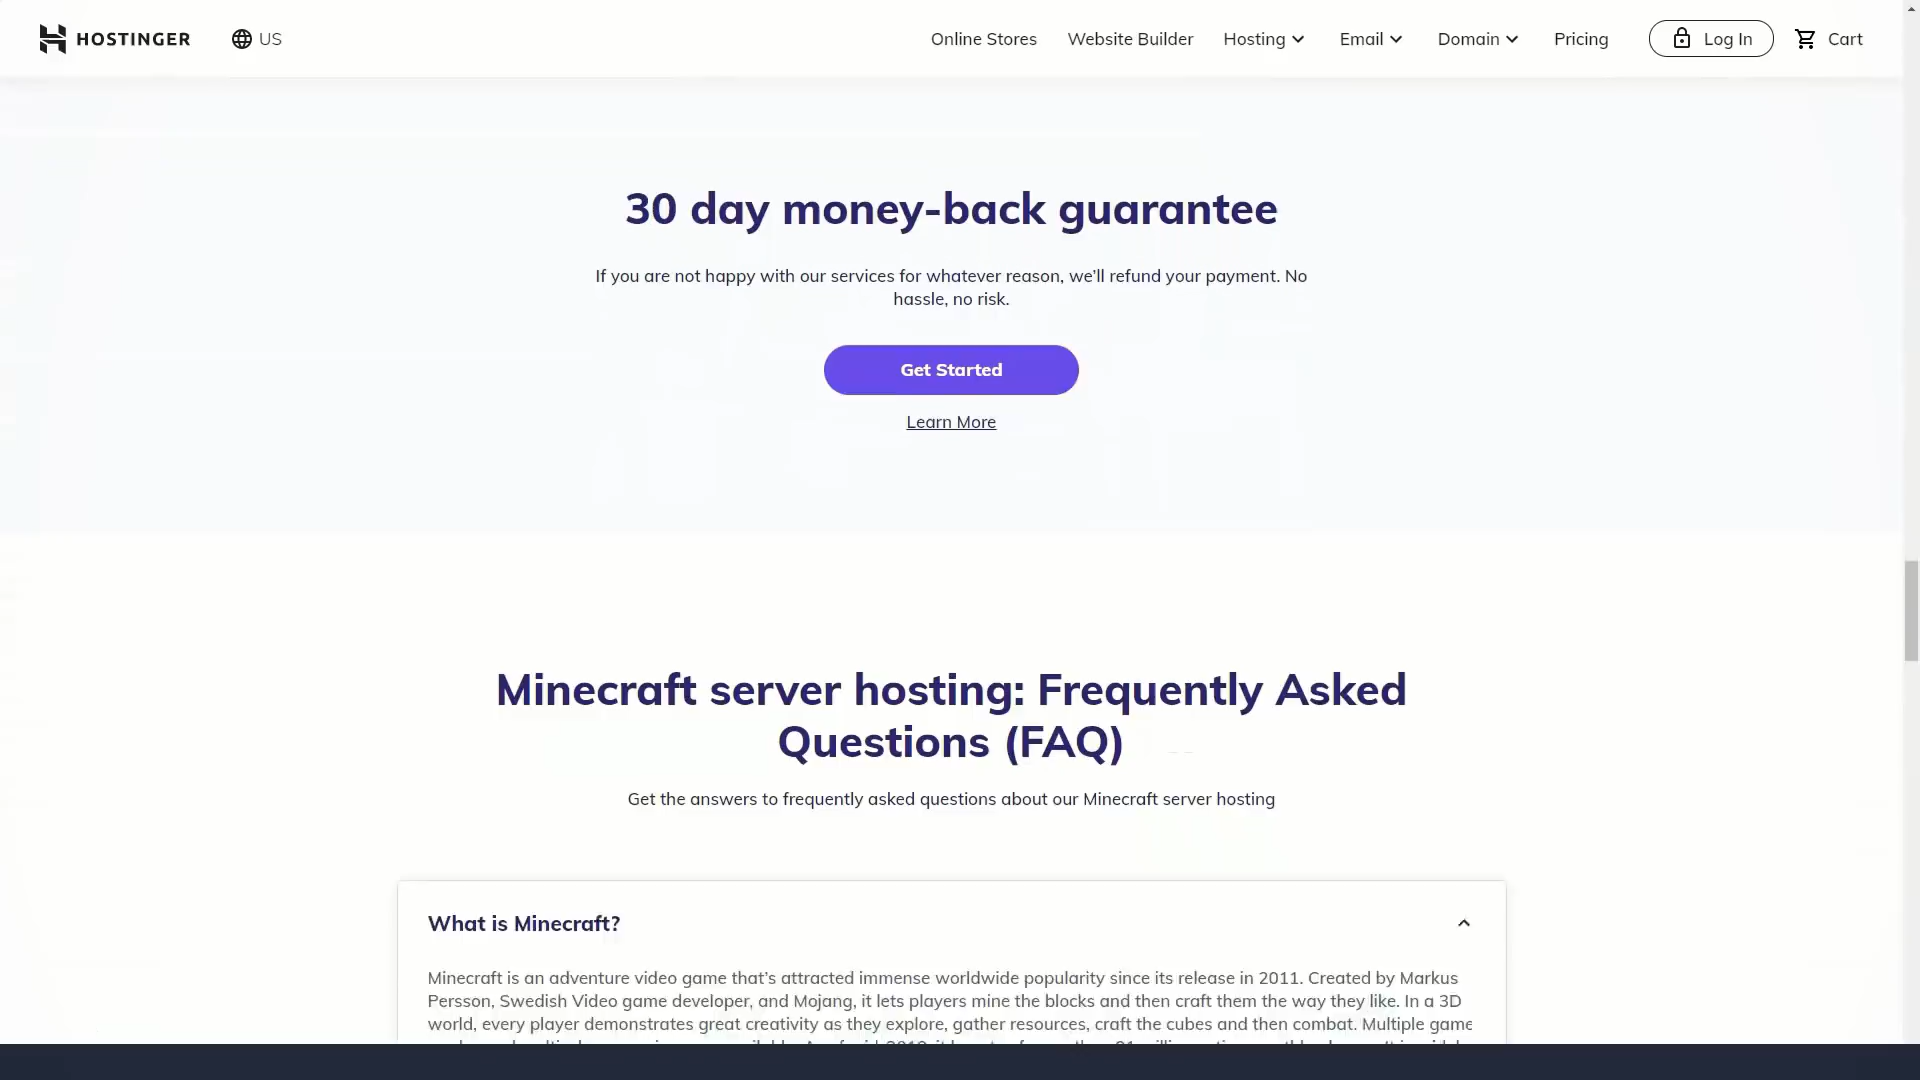 HOSTINGER US Online Stores Website Builder Hosting Email Domain Pricing Log In Cart
30 day money-back guarantee
If you are not happy with our services for whatever reason, we'll refund your payment. No
hassle, no risk.
Get Started
Learn More
Minecraft server hosting: Frequently Asked
Questions (FAQ)
Get the answers to frequently asked questions about our Minecraft server hosting
What is Minecraft?
Minecraft is an adventure video game that's attracted immense worldwide popularity since its release in 2011. Created by Markus
Persson, Swedish Video game developer, and Mojang, it lets players mine the blocks and then craft them the way they like. In a 3D
world, every player demonstrates great creativity as they explore, gather resources, craft the cubes and then combat. Multiple game